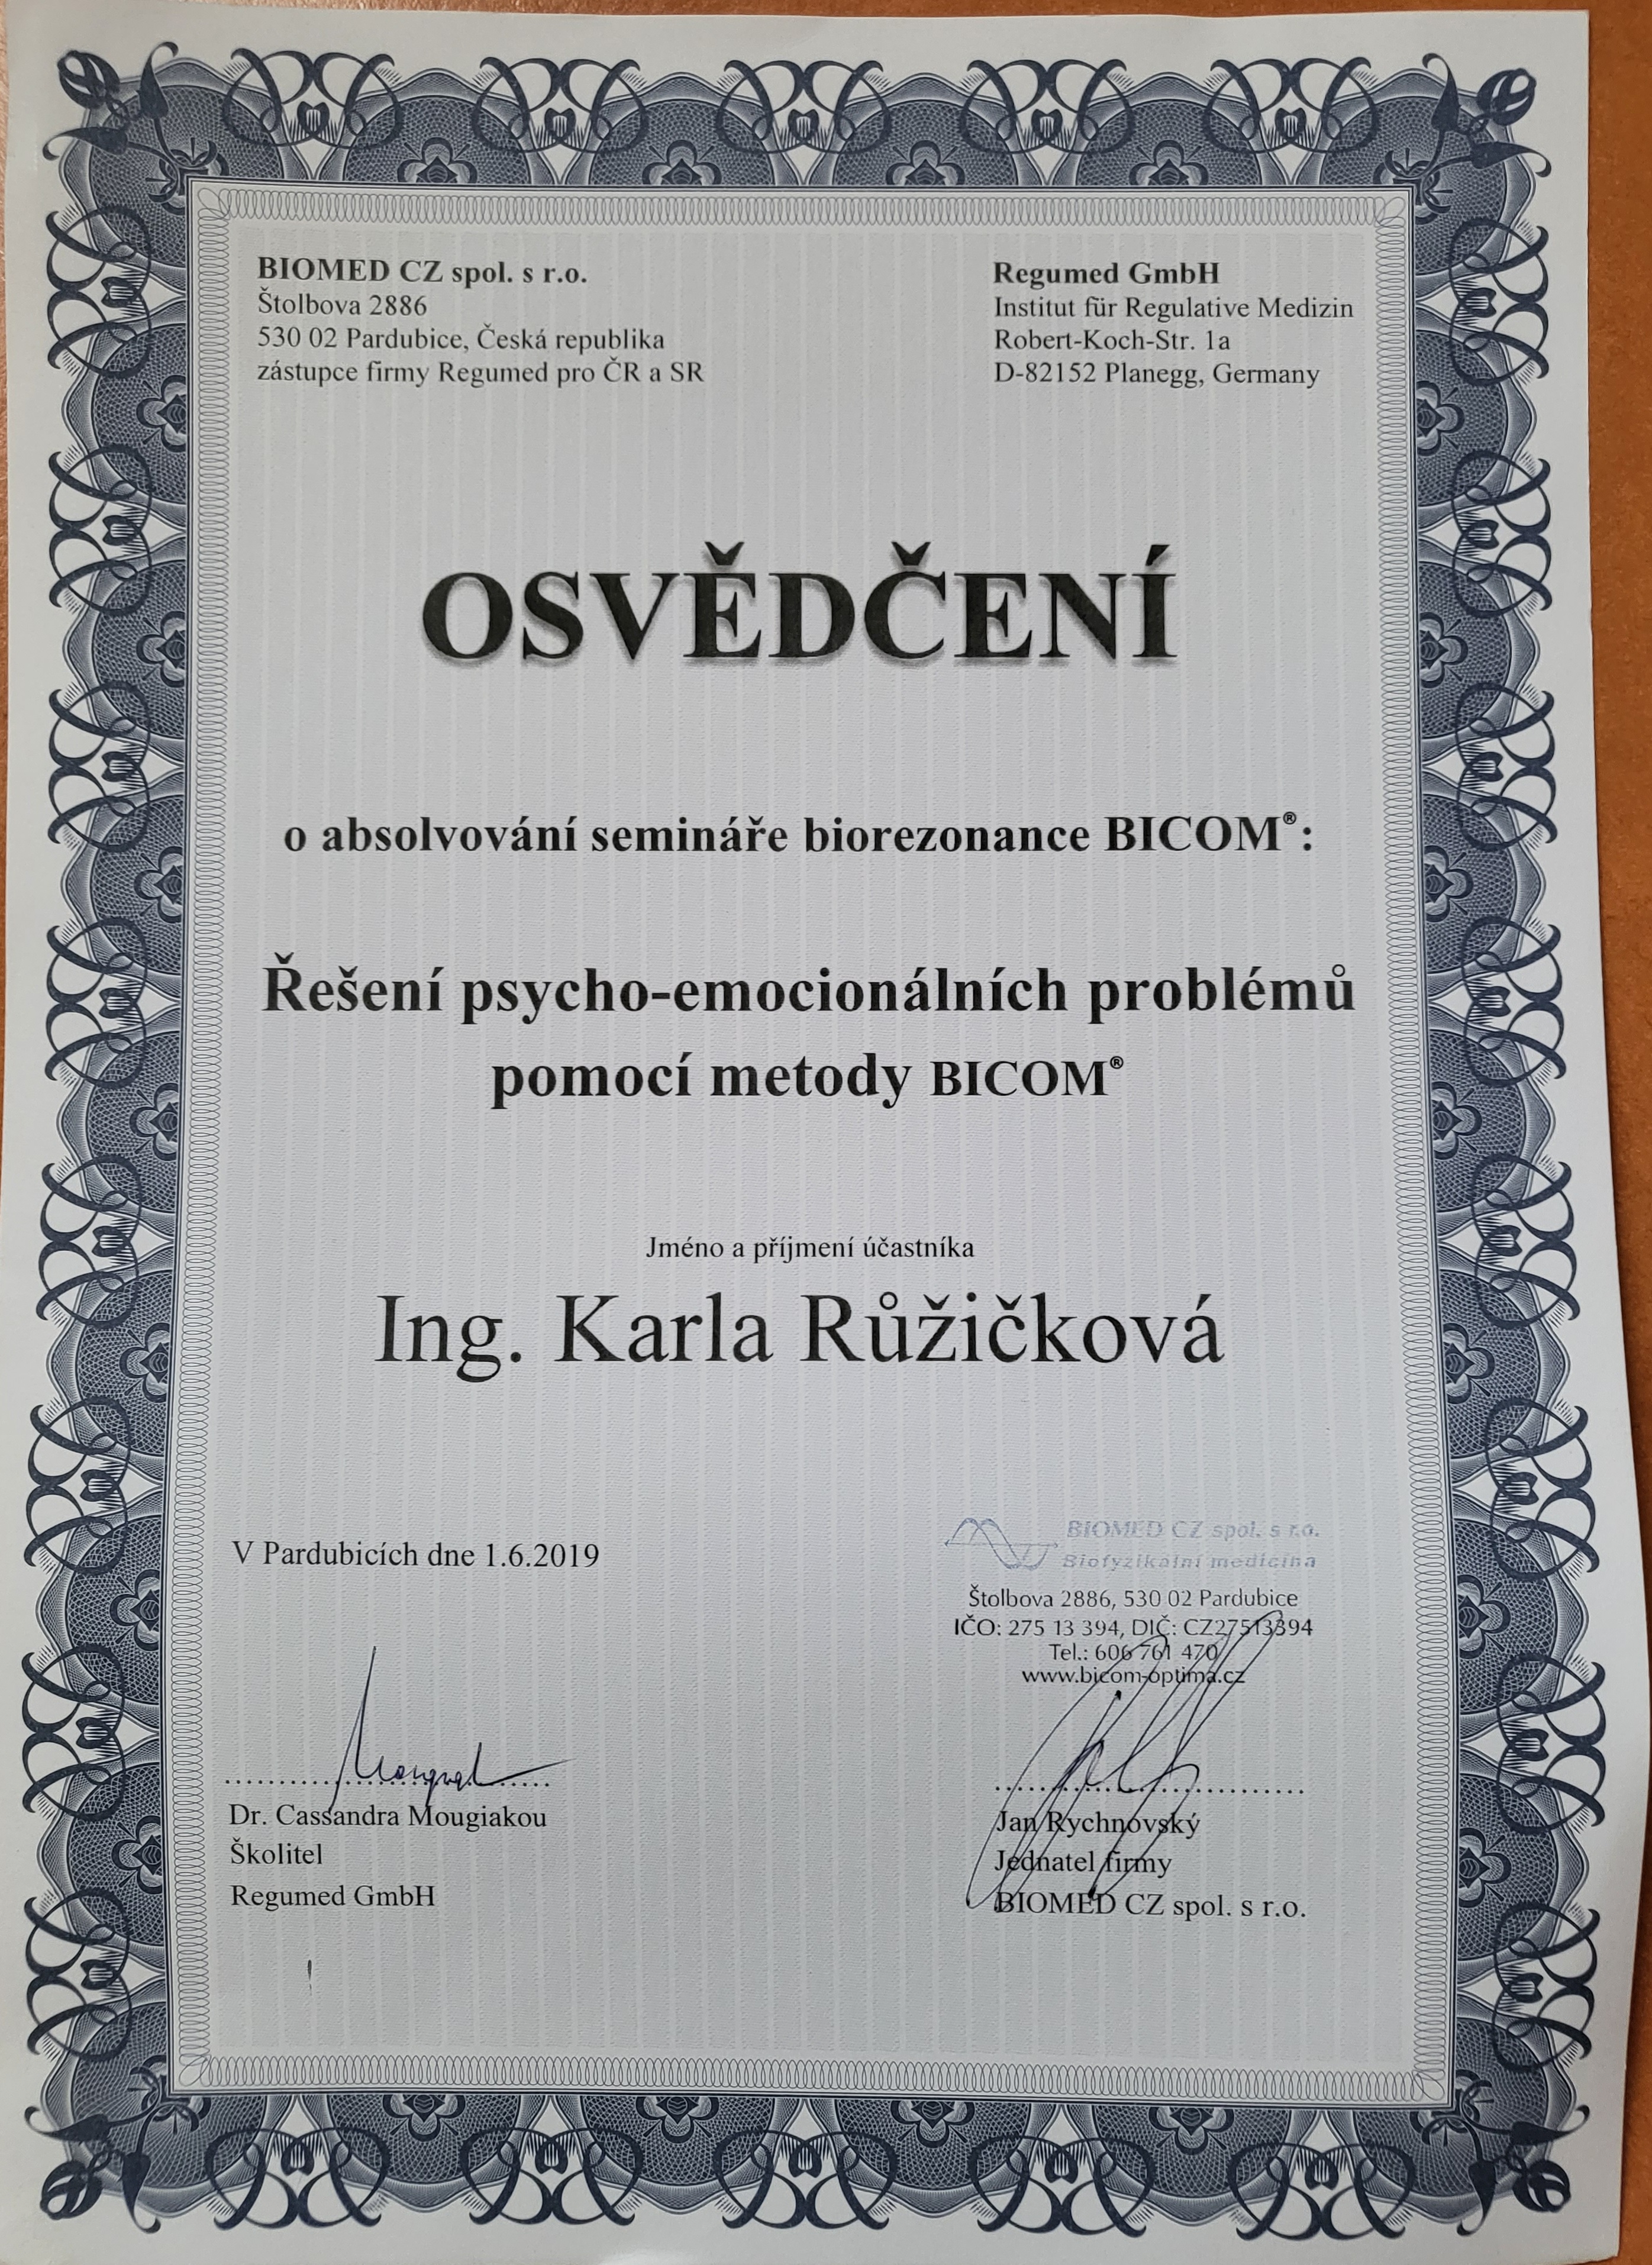 BIOMED CZ spol. s r.o.
Štolbova 2886
530 02 Pardubice, Česká republika
zástupce firmy Regumed pro ČR a SR
Regumed GmbH
Institut für Regulative Medizin
Robert-Koch-Str. 1a
D-82152 Planegg, Germany
OSVĚDČENÍ
o absolvování semináře biorezonance BICOM®:
Řešení psycho-emocionálních problémů
pomocí metody BICOM®
Jméno a příjmení účastníka
Ing. Karla Růžičková
V Pardubicích dne 1.6.2019
BIOMED CZ spol. s r.o.
Biofyzikální medicína
Štolbova 2886, 530 02 Pardubice
IČO: 275 13 394, DIČ: CZ27513394
Tel.: 606 761 470
www.bicom-optima.cz
Dr. Cassandra Mougiakou
Školitel
Regumed GmbH
Jan Rychnovský
Jednatel firmy
BIOMED CZ spol. s r.o.